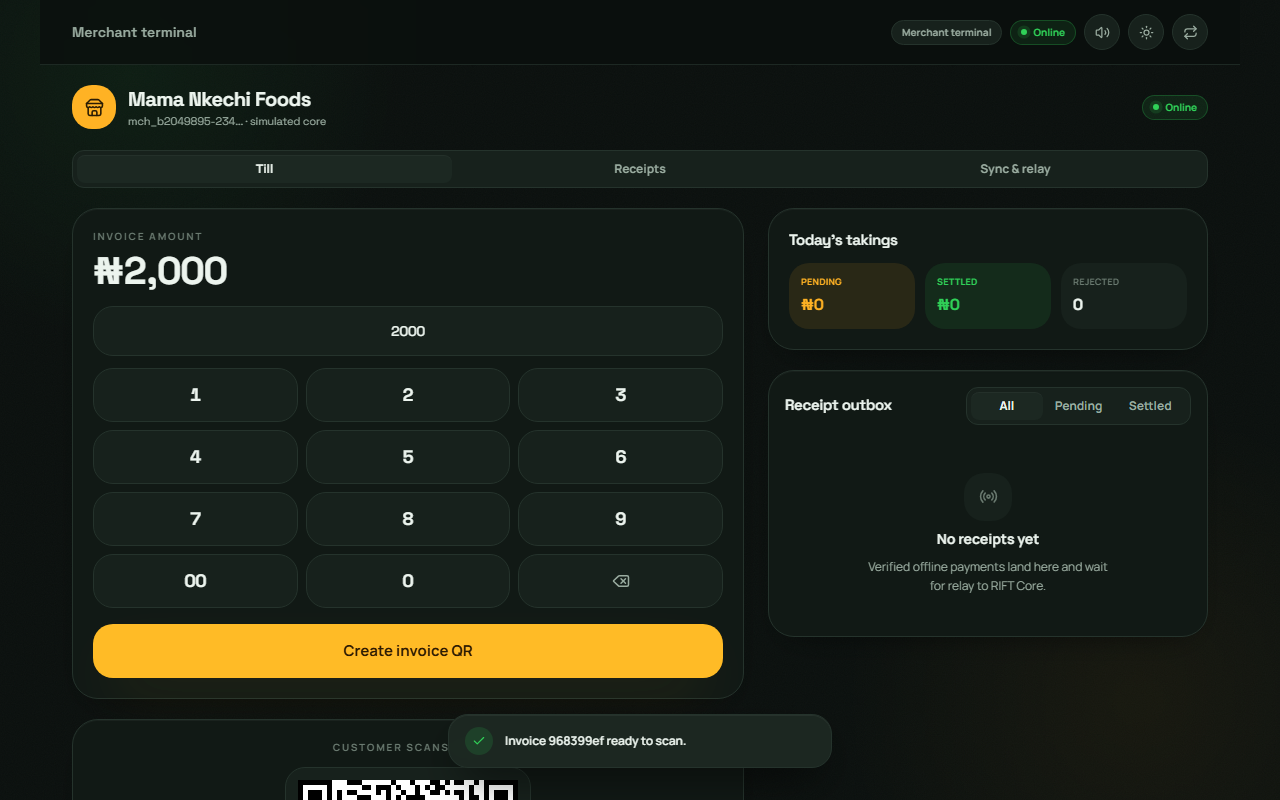 Merchant terminal
Merchant terminal
Online
Mama Nkechi Foods
mch_b2049895-234… · simulated core
Online
Till
Receipts
Sync & relay
INVOICE AMOUNT
₦2,000
2000
1 2 3
4 5 6
7 8 9
00 0
Create invoice QR
CUSTOMER SCANS
Today's takings
PENDING
₦0
SETTLED
₦0
REJECTED
0
Receipt outbox
All
Pending
Settled
No receipts yet
Verified offline payments land here and wait
for relay to RIFT Core.
Invoice 968399ef ready to scan.